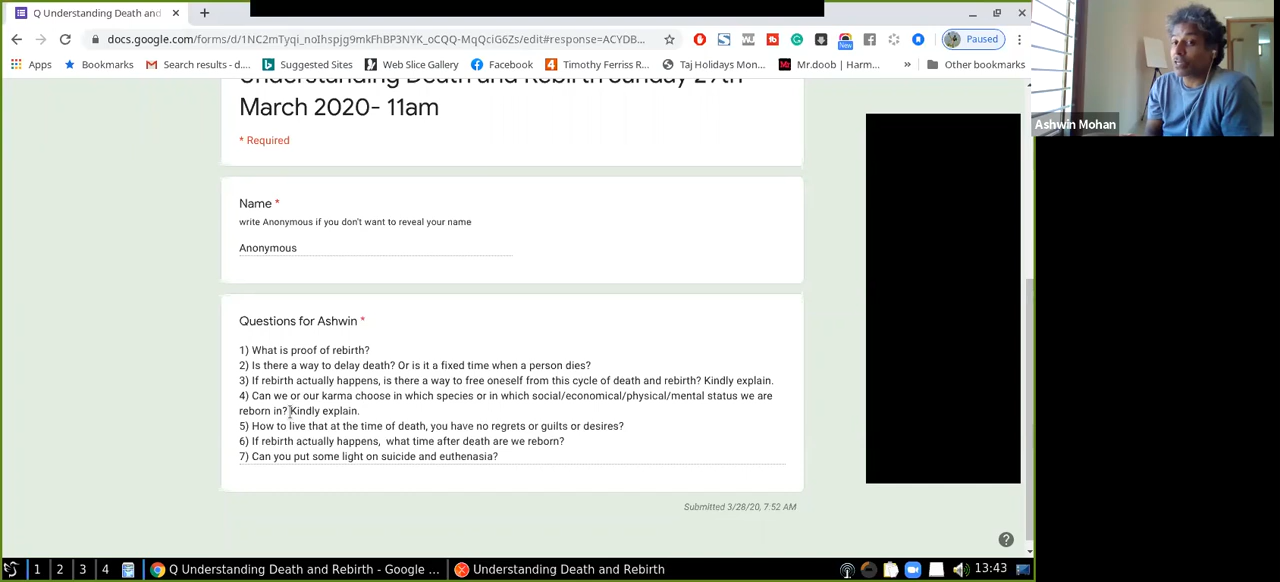 Q Understanding Death and
docs.google.com/forms/d/1NC2mTyqi_noIhspjg9mkFhBP3NYK_oCQQ-MqQciG6Zs/edit#response=ACYDB...
New
Paused
Apps
Bookmarks
Search results - d....
Suggested Sites
Web Slice Gallery
Facebook
Timothy Ferriss R...
Taj Holidays Mon...
Mr.doob | Harm...
»
Other bookmarks
Ashwin Mohan
Understanding Death and Rebirth Sunday 29th
March 2020- 11am
* Required
Name *
write Anonymous if you don't want to reveal your name
Anonymous
Questions for Ashwin *
1) What is proof of rebirth?
2) Is there a way to delay death? Or is it a fixed time when a person dies?
3) If rebirth actually happens, is there a way to free oneself from this cycle of death and rebirth? Kindly explain.
4) Can we or our karma choose in which species or in which social/economical/physical/mental status we are
reborn in? Kindly explain.
5) How to live that at the time of death, you have no regrets or guilts or desires?
6) If rebirth actually happens,  what time after death are we reborn?
7) Can you put some light on suicide and euthenasia?
Submitted 3/28/20, 7:52 AM
1
2
3
4
Q Understanding Death and Rebirth - Google ...
Understanding Death and Rebirth
13:43